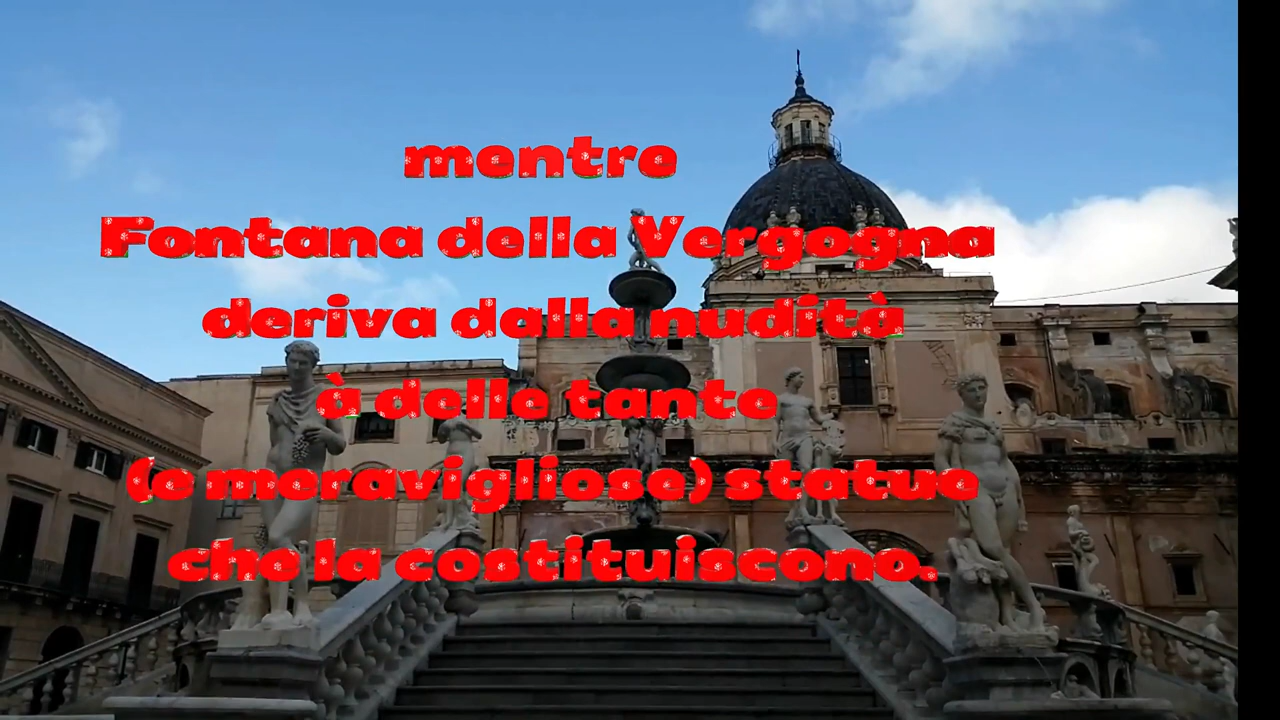 mentre
Fontana della Vergogna
deriva dalla nudità
à delle tante
(e meravigliose) statue
che la costituiscono.